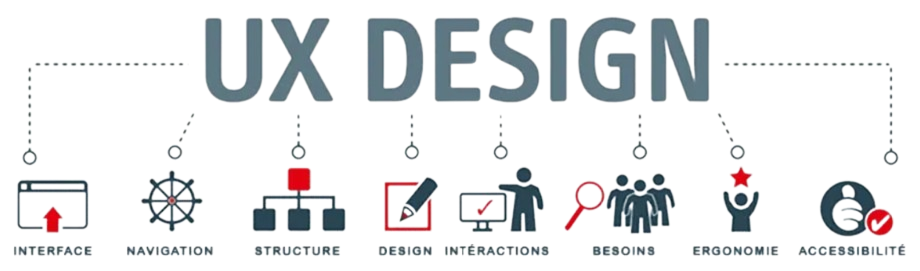 UX DESIGN
INTERFACE
NAVIGATION
STRUCTURE
DESIGN
INTÉRACTIONS
BESOINS
ERGONOMIE
ACCESSIBILITÉ